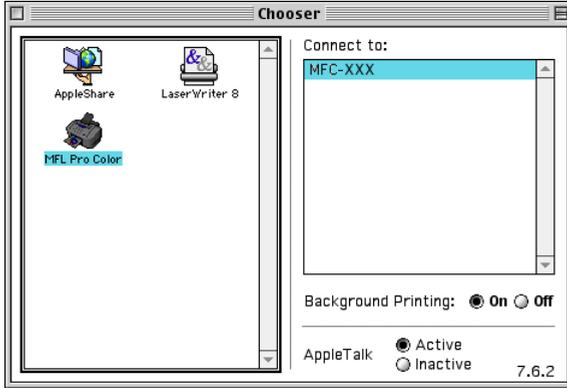 Chooser
AppleShare
LaserWriter 8
MFL Pro Color
Connect to:
MFC-XXX
Background Printing: On Off
AppleTalk
Active
Inactive
7.6.2